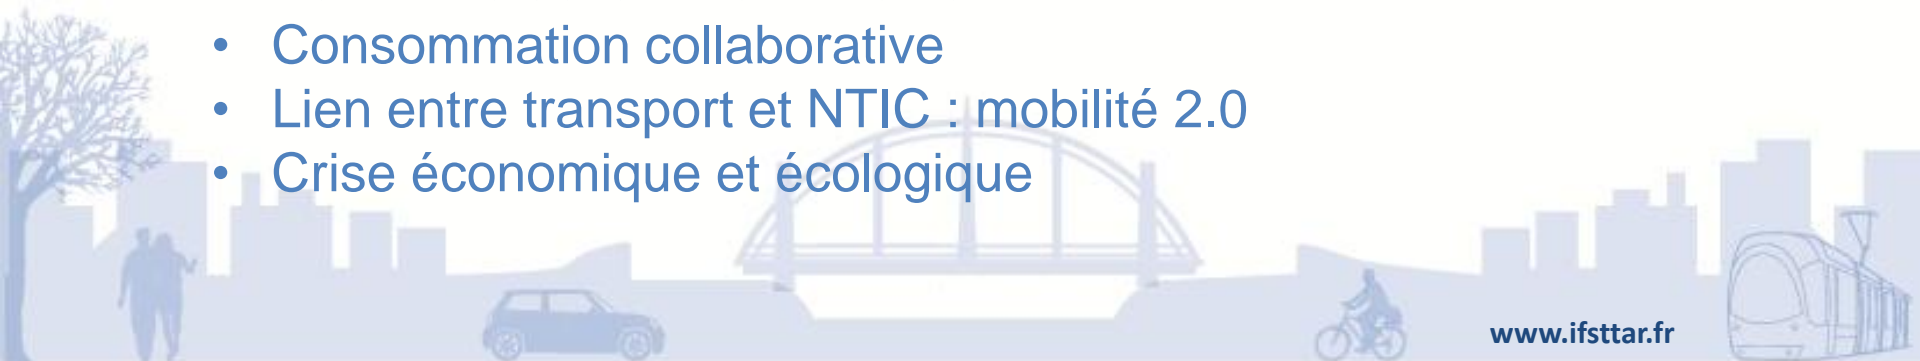 • Consommation collaborative
• Lien entre transport et NTIC : mobilité 2.0
• Crise économique et écologique
www.ifsttar.fr